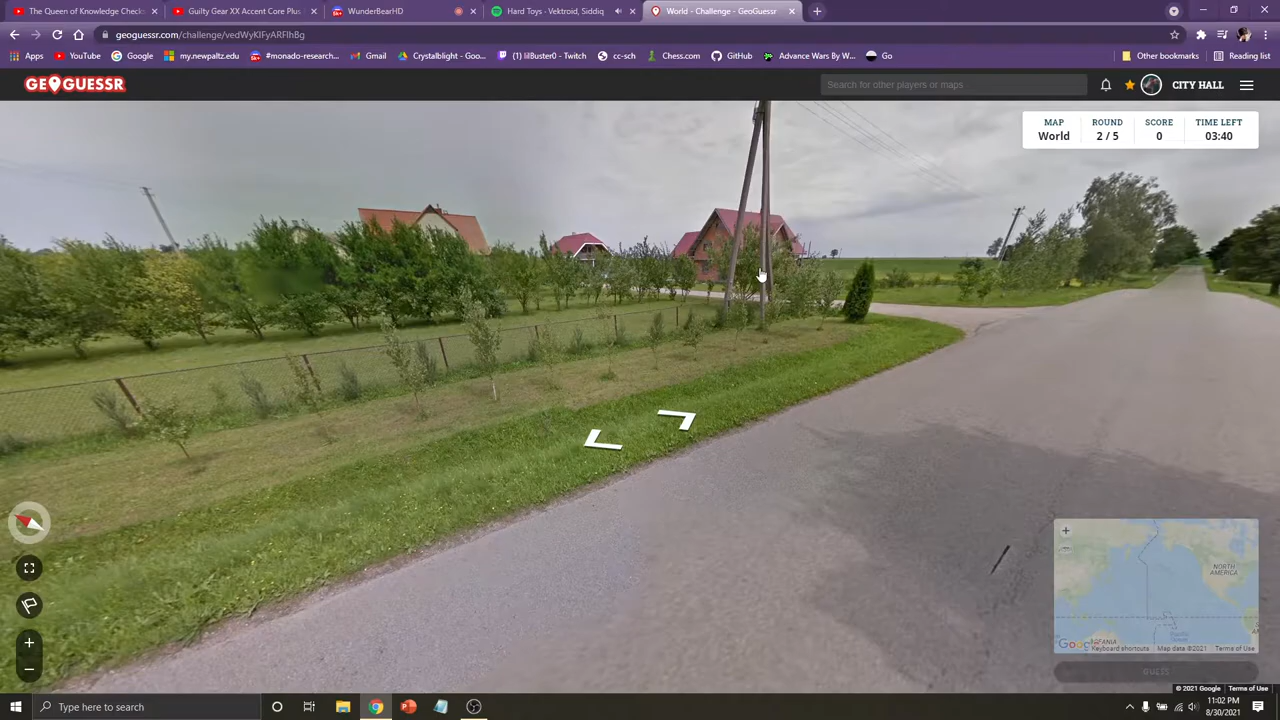 The Queen of Knowledge Check
Guilty Gear XX Accent Core Plus
WunderBearHD
Hard Toys - Vektroid, Siddiq
World - Challenge - GeoGuessr
geoguessr.com/challenge/vedWyKIFyARFlh8g
Apps
YouTube
Google
my.newpaltz.edu
#monado-research...
Gmail
Crystalblight - Goo...
(1) Buster0 - Twitch
cc-sch
Chess.com
GitHub
Advance Wars By W...
Go
Other bookmarks
Reading list
GEOGUESSR
Search for other players or maps
CITY HALL
MAP
World
ROUND
2 / 5
SCORE
0
TIME LEFT
03:40
NORTH
AMERICA
Google
Keyboard shortcuts
Map data ©2021
Terms of Use
GUESS
© 2021 Google
Terms of Use
Type here to search
11:02 PM
8/30/2021